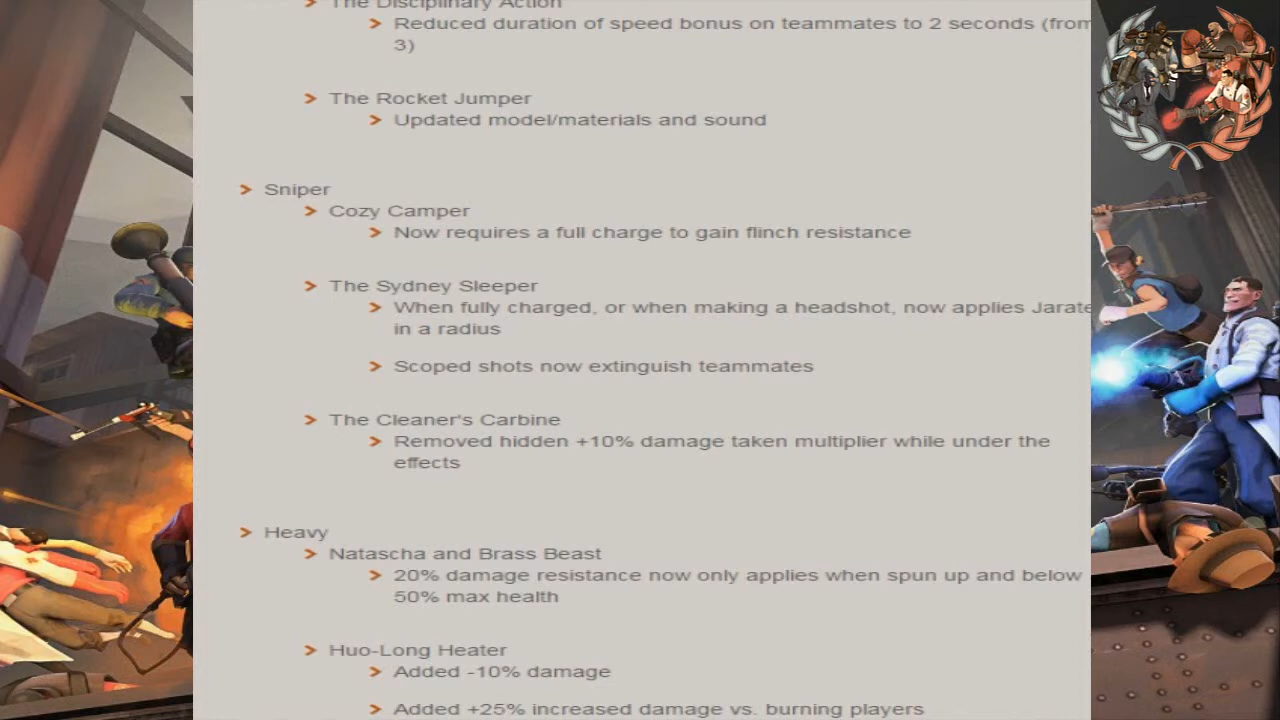 The Disciplinary Action
Reduced duration of speed bonus on teammates to 2 seconds (from
3)
The Rocket Jumper
Updated model/materials and sound
Sniper
Cozy Camper
Now requires a full charge to gain flinch resistance
The Sydney Sleeper
When fully charged, or when making a headshot, now applies Jarate
in a radius
Scoped shots now extinguish teammates
The Cleaner's Carbine
Removed hidden +10% damage taken multiplier while under the
effects
Heavy
Natascha and Brass Beast
20% damage resistance now only applies when spun up and below
50% max health
Huo-Long Heater
Added -10% damage
Added +25% increased damage vs. burning players